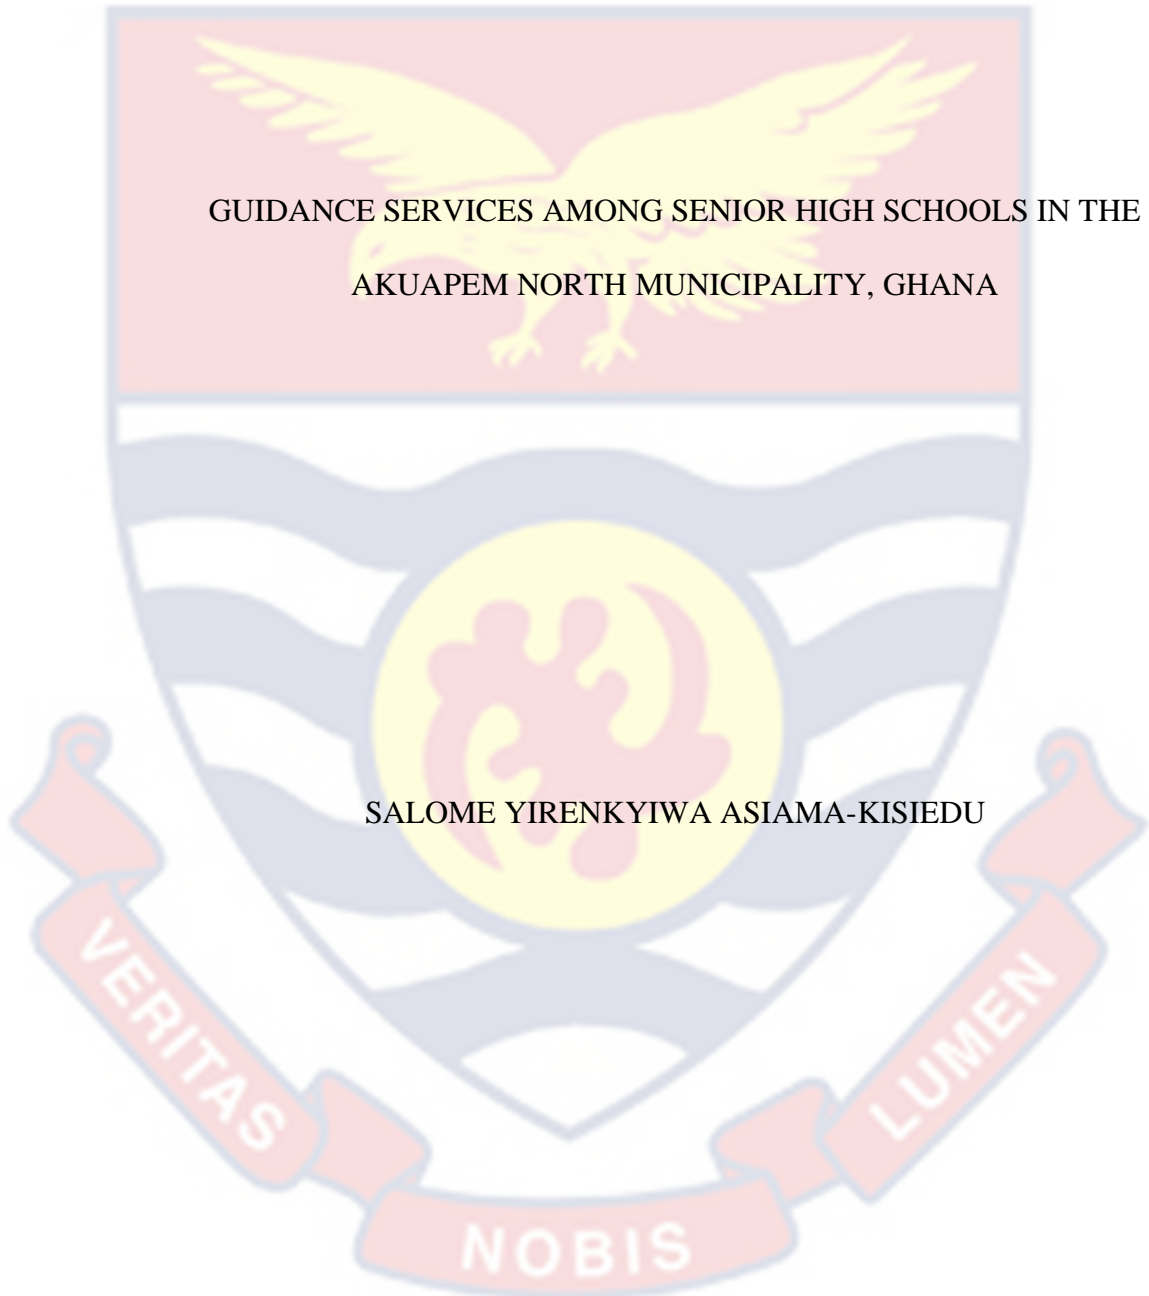 GUIDANCE SERVICES AMONG SENIOR HIGH SCHOOLS IN THE
AKUAPEM NORTH MUNICIPALITY, GHANA
SALOME YIRENKYIWA ASIAMA-KISIEDU
VERITAS
NOBIS
LUMEN